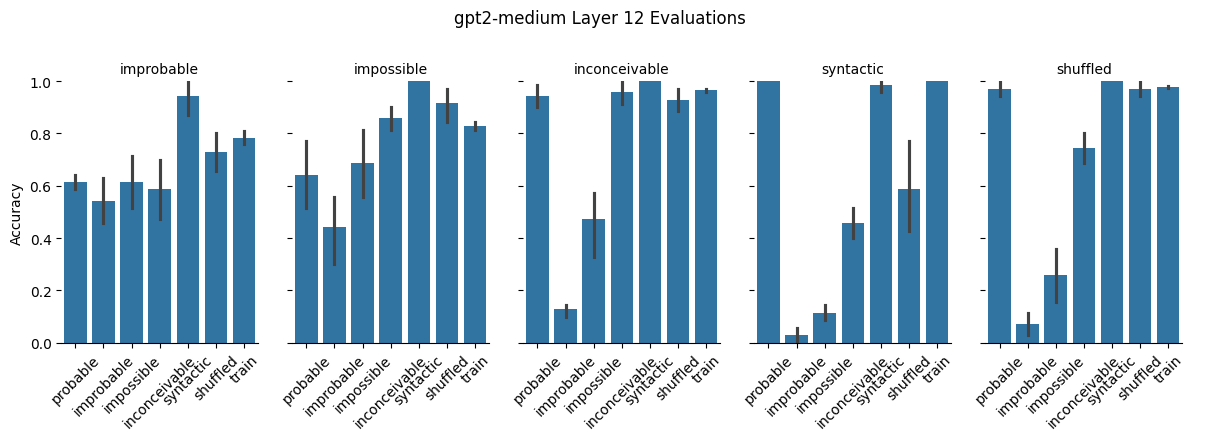 gpt2-medium Layer 12 Evaluations
improbable impossible inconceivable syntactic shuffled
Accuracy
1.0
0.8
0.6
0.4
0.2
0.0
probable improbable impossible inconceivable syntactic shuffled train
probable improbable impossible inconceivable syntactic shuffled train
probable improbable impossible inconceivable syntactic shuffled train
probable improbable impossible inconceivable syntactic shuffled train
probable improbable impossible inconceivable syntactic shuffled train